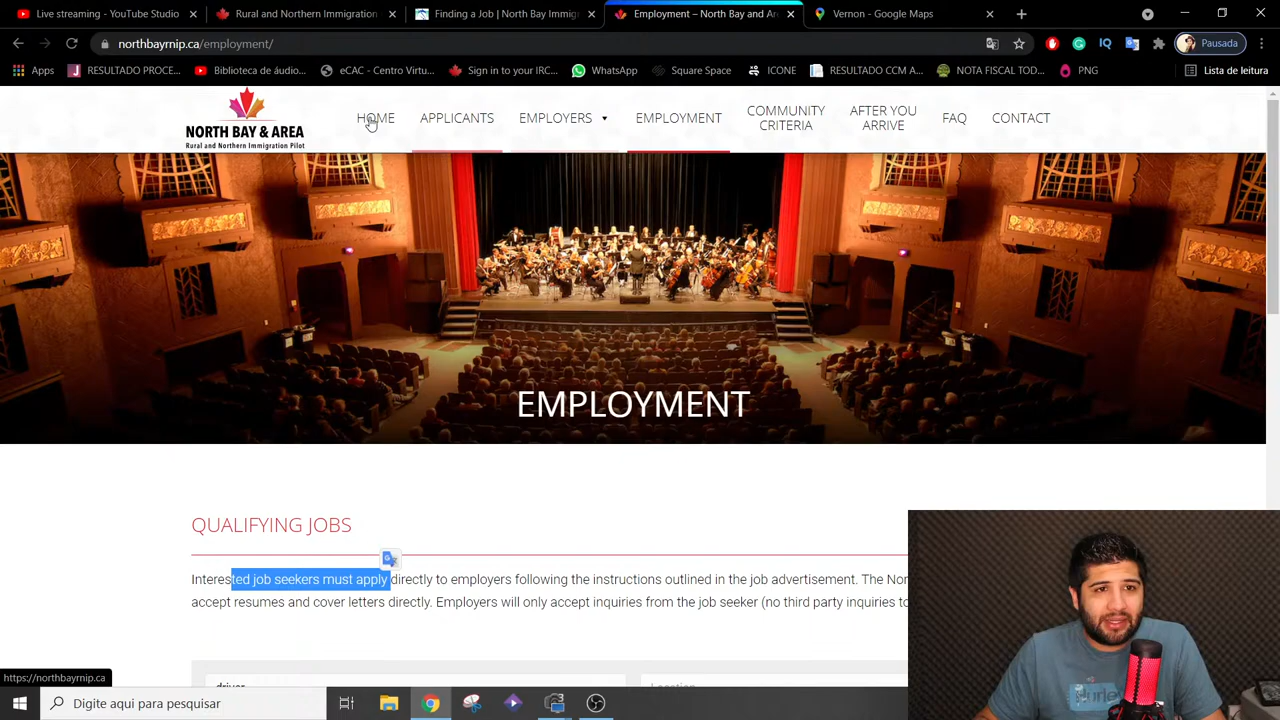 Live streaming - YouTube Studio
Rural and Northern Immigration
Finding a Job | North Bay Immig
Employment – North Bay and Are
Vernon - Google Maps
northbayrnip.ca/employment/
Pausada
Apps
RESULTADO PROCE...
Biblioteca de áudio...
eCAC - Centro Virtu...
Sign in to your IRC...
WhatsApp
Square Space
ICONE
RESULTADO CCM A...
NOTA FISCAL TOD...
PNG
Lista de leitura
NORTH BAY & AREA
Rural and Northern Immigration Pilot
HOME
APPLICANTS
EMPLOYERS
EMPLOYMENT
COMMUNITY
CRITERIA
AFTER YOU
ARRIVE
FAQ
CONTACT
EMPLOYMENT
QUALIFYING JOBS
Interested job seekers must apply directly to employers following the instructions outlined in the job advertisement. The Nor
accept resumes and cover letters directly. Employers will only accept inquiries from the job seeker (no third party inquiries to
https://northbayrnip.ca
driver
Location
Digite aqui para pesquisar